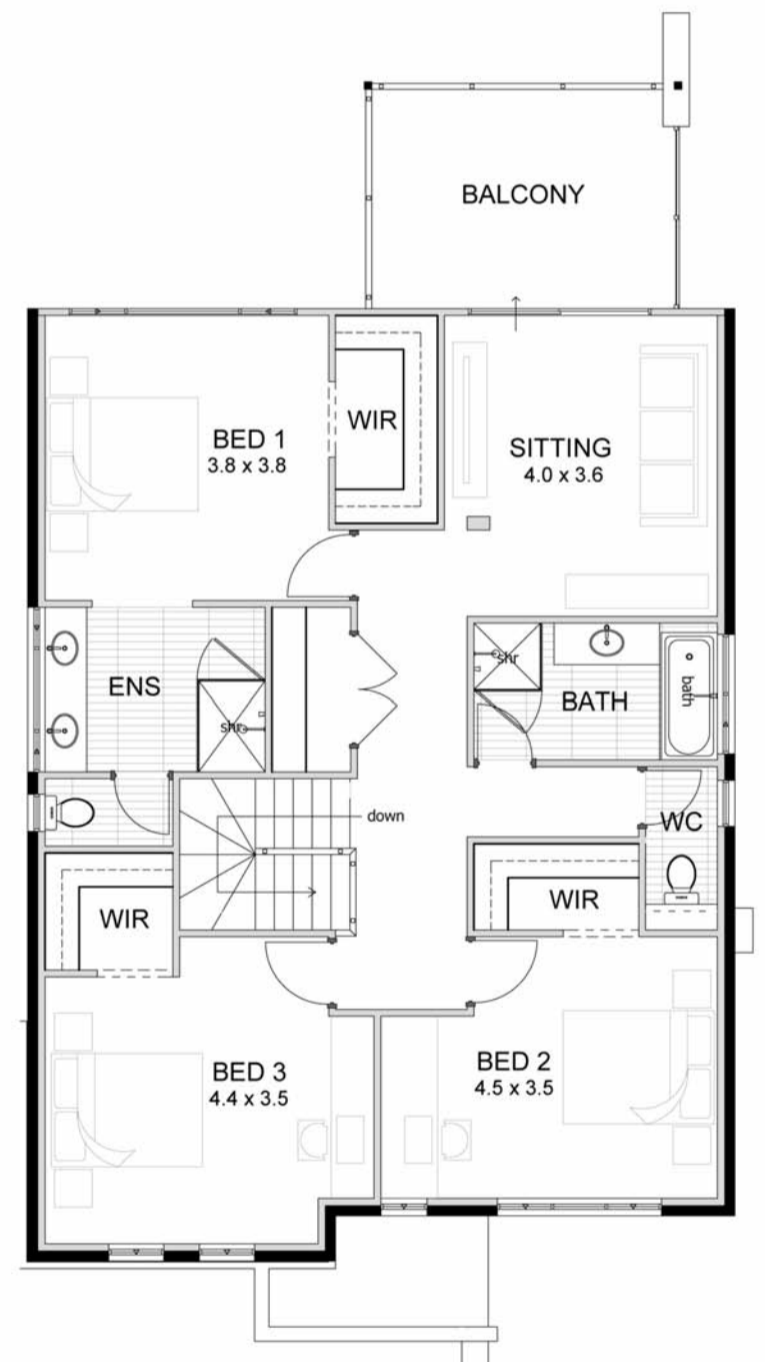 BALCONY
BED 1
3.8 x 3.8
WIR
SITTING
4.0 x 3.6
ENS
shr
shr
BATH
bath
down
WC
WIR
WIR
BED 3
4.4 x 3.5
BED 2
4.5 x 3.5